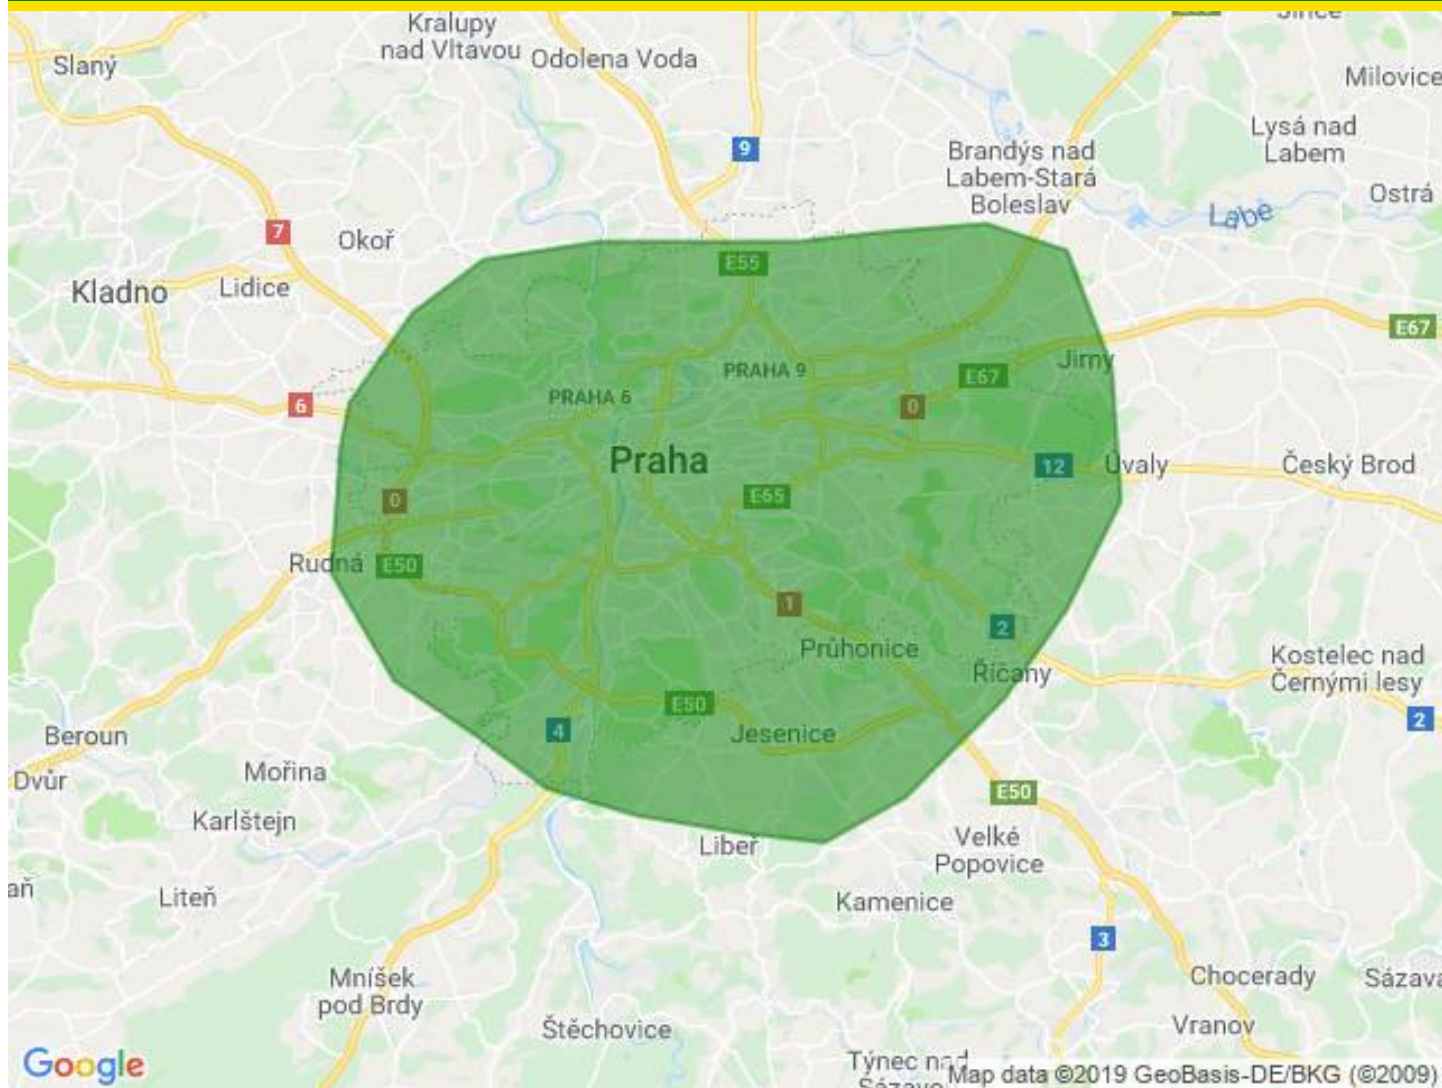 Kralupy
nad Vltavou
Odolena Voda
Slaný
Milovice
Lysá nad
Labem
9
Brandýs nad
Labem-Stará
Boleslav
Ostrá
Labe
7
Okoř
E55
Kladno
Lidice
E67
Jirny
PRAHA 9
E67
PRAHA 6
6
0
Praha
12
Úvaly
Český Brod
0
E65
Rudná
E50
1
2
Průhonice
Říčany
Kostelec nad
Černými lesy
E50
2
4
Jesenice
Beroun
Mořina
Dvůr
E50
Karlštejn
Libeř
Velké
Popovice
aň
Liteň
Kamenice
3
Mníšek
pod Brdy
Chocerady
Sáza
Štěchovice
Vranov
Google
Týnec nad
Map data ©2019 GeoBasis-DE/BKG (©2009)